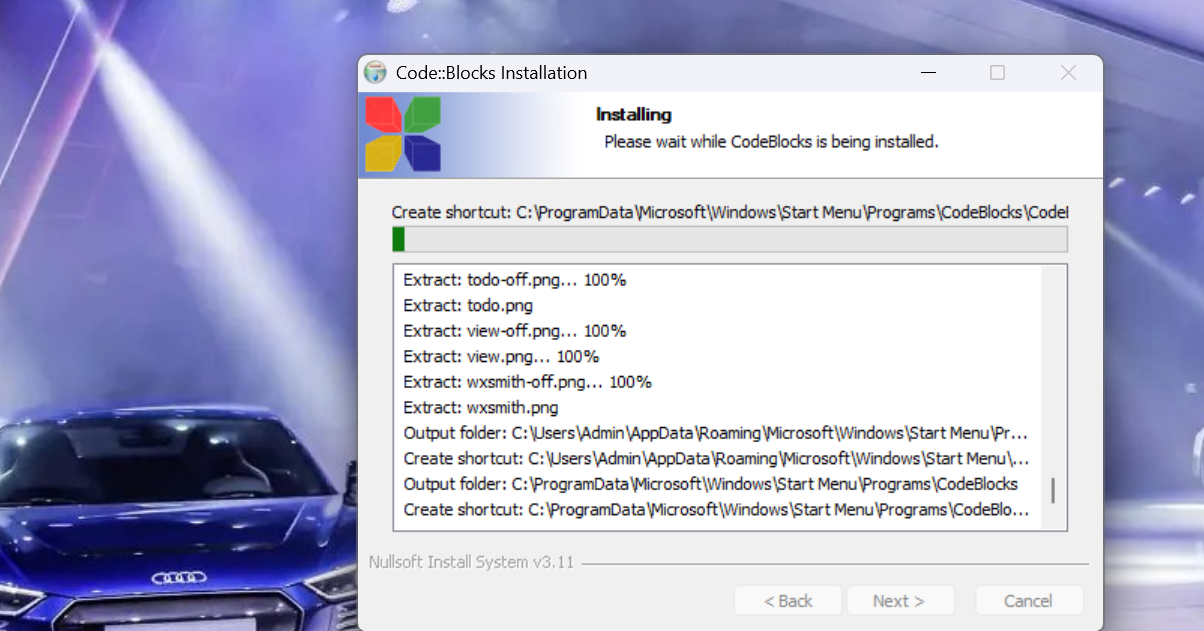 Code::Blocks Installation
Installing
Please wait while CodeBlocks is being installed.
Create shortcut: C:\ProgramData\Microsoft\Windows\Start Menu\Programs\CodeBlocks\Code
Extract: todo-off.png... 100%
Extract: todo.png
Extract: view-off.png... 100%
Extract: view.png... 100%
Extract: wxsmith-off.png... 100%
Extract: wxsmith.png
Output folder: C:\Users\Admin\AppData\Roaming\Microsoft\Windows\Start Menu\Pr...
Create shortcut: C:\Users\Admin\AppData\Roaming\Microsoft\Windows\Start Menu\...
Output folder: C:\ProgramData\Microsoft\Windows\Start Menu\Programs\CodeBlocks
Create shortcut: C:\ProgramData\Microsoft\Windows\Start Menu\Programs\CodeBlo...
Nullsoft Install System v3.11
< Back Next > Cancel